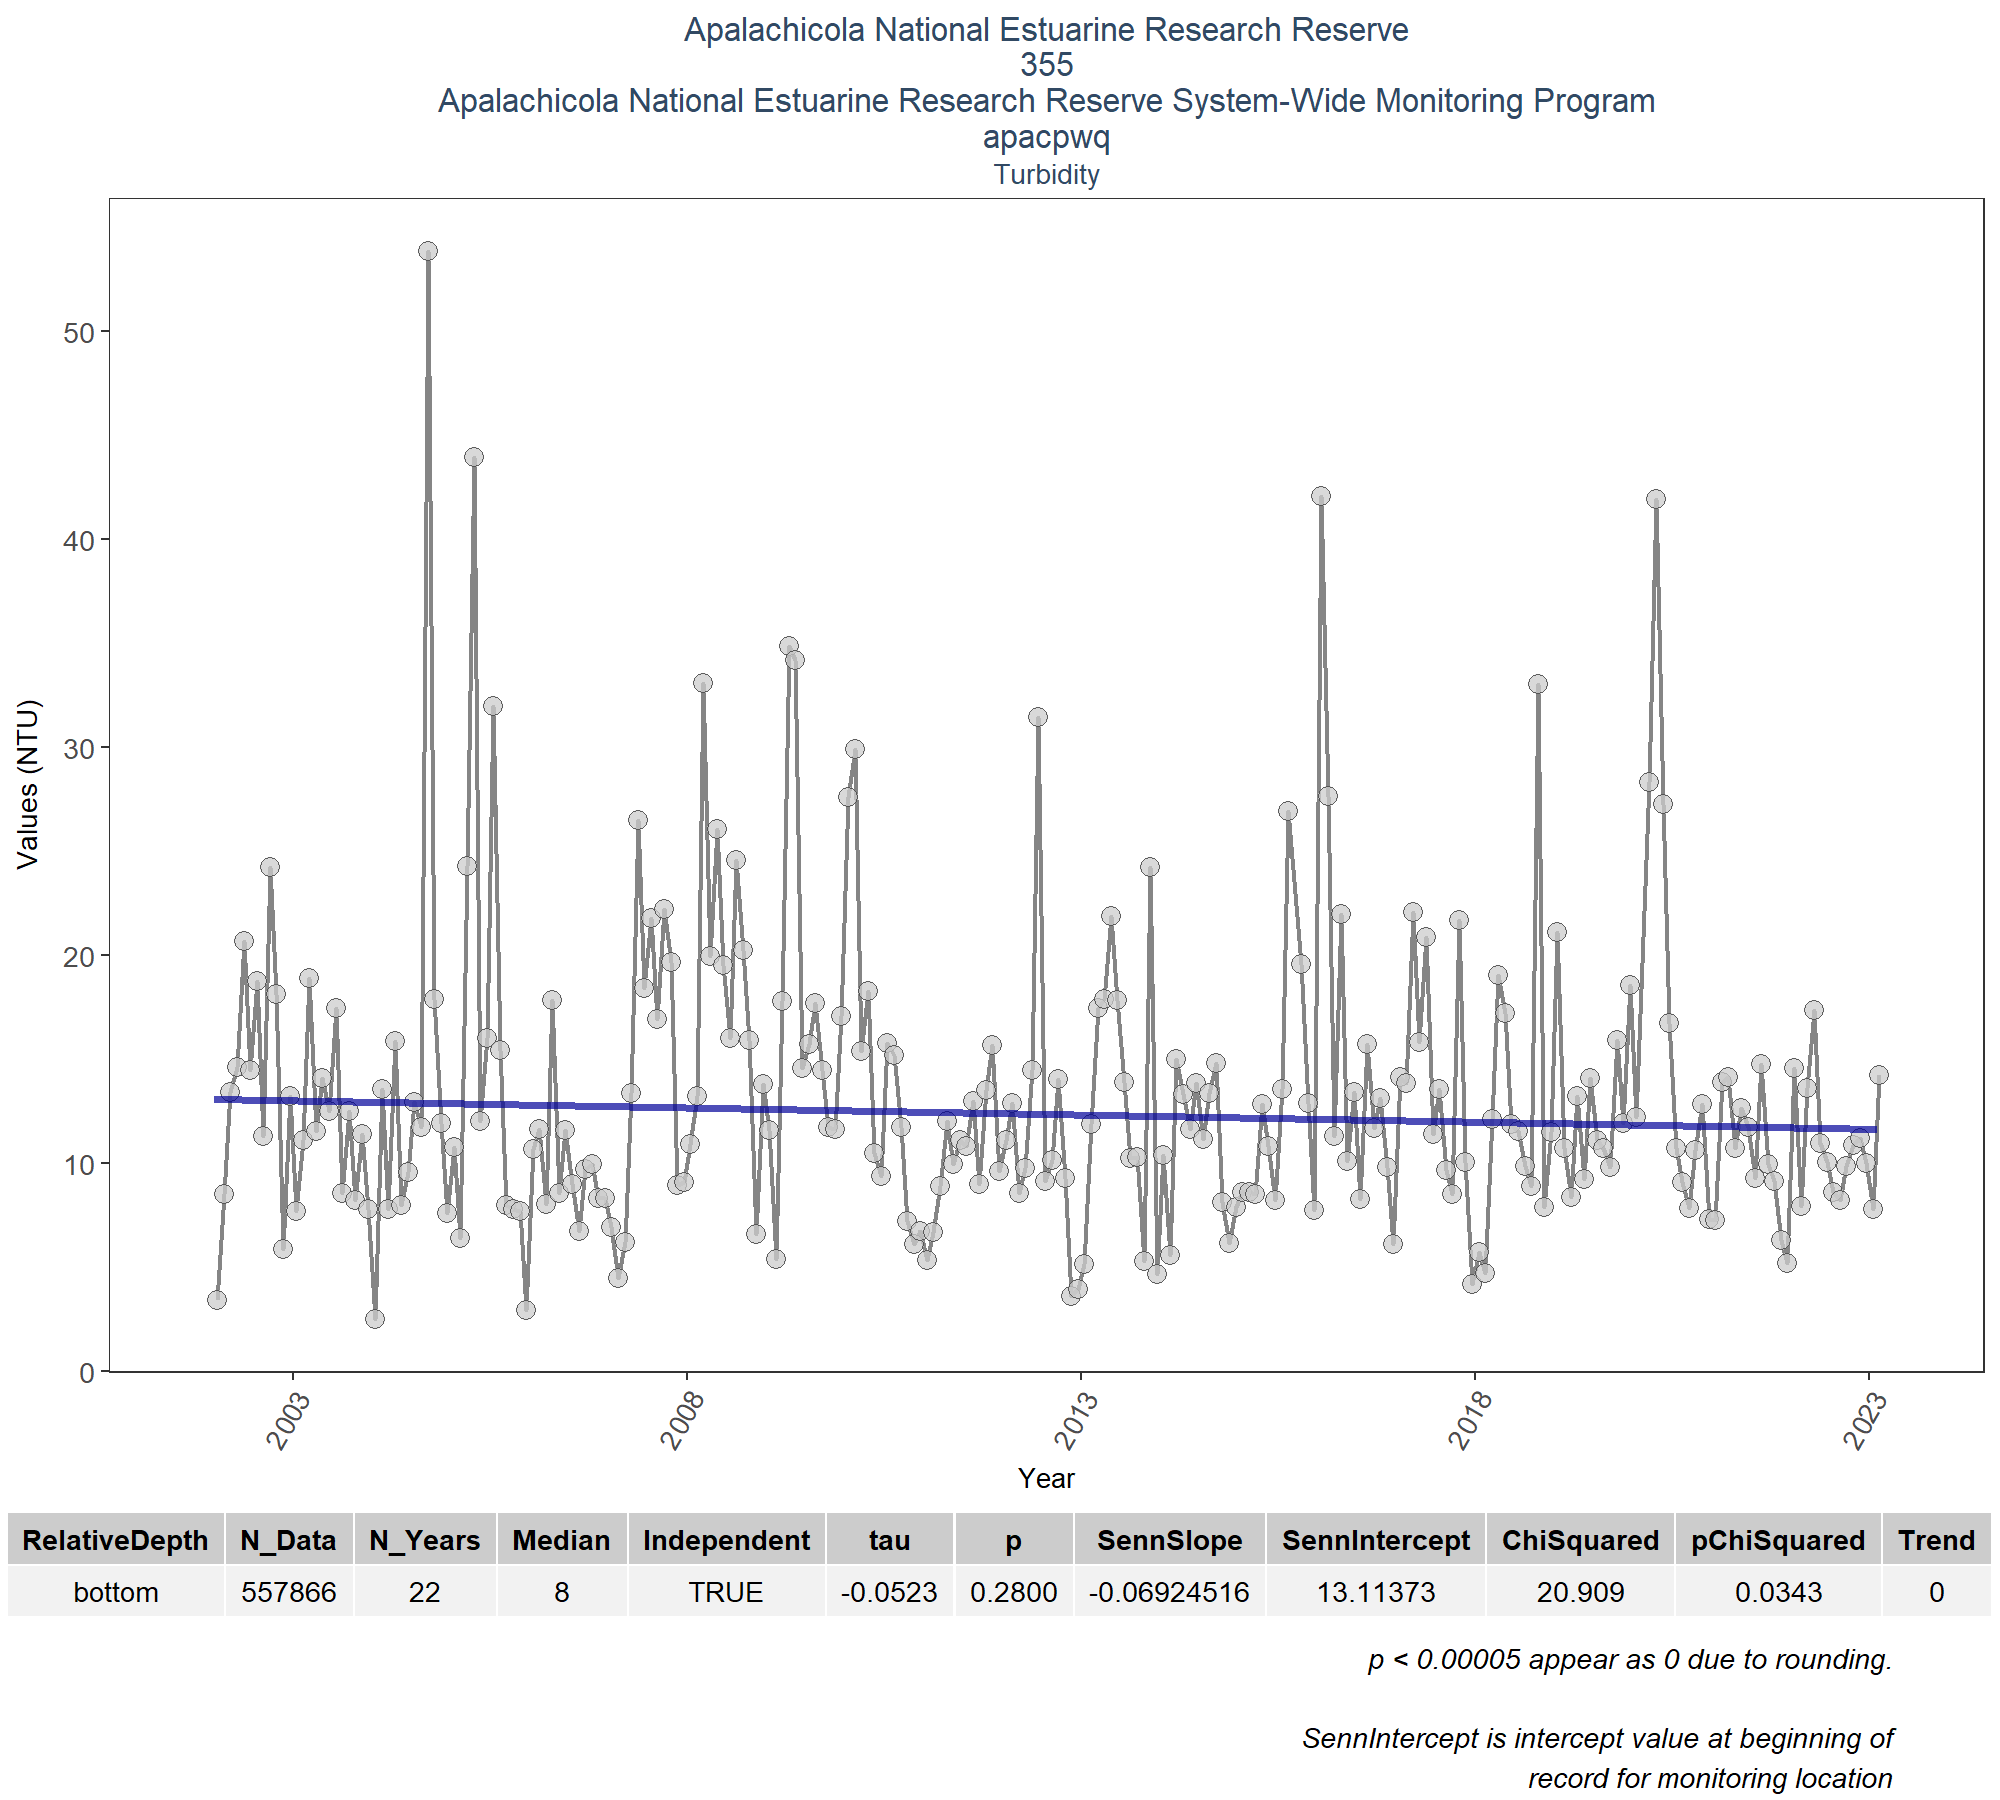 Apalachicola National Estuarine Research Reserve
355
Apalachicola National Estuarine Research Reserve System-Wide Monitoring Program
apacpwq
Turbidity
Values (NTU)
50
40
30
20
10
0
2003 2008 2013 2018 2023
Year
RelativeDepth N_Data N_Years Median Independent tau p SennSlope SennIntercept ChiSquared pChiSquared Trend
bottom 557866 22 8 TRUE -0.0523 0.2800 -0.06924516 13.11373 20.909 0.0343 0
p < 0.00005 appear as 0 due to rounding.
SennIntercept is intercept value at beginning of
record for monitoring location